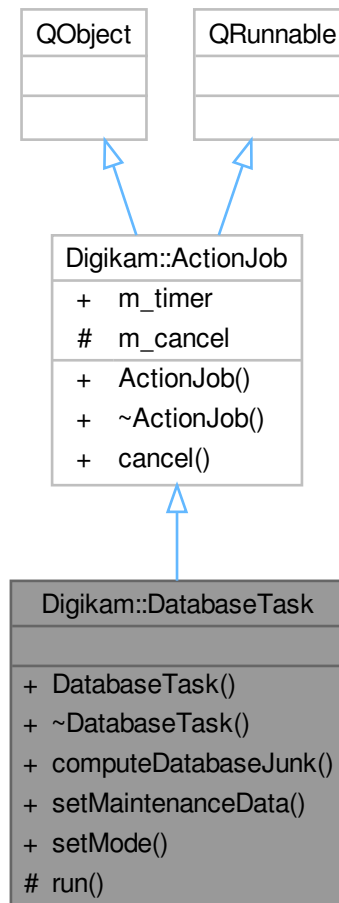 QObject
QRunnable
Digikam::ActionJob
+ m_timer
# m_cancel
+ ActionJob()
+ ~ActionJob()
+ cancel()
Digikam::DatabaseTask
+ DatabaseTask()
+ ~DatabaseTask()
+ computeDatabaseJunk()
+ setMaintenanceData()
+ setMode()
# run()